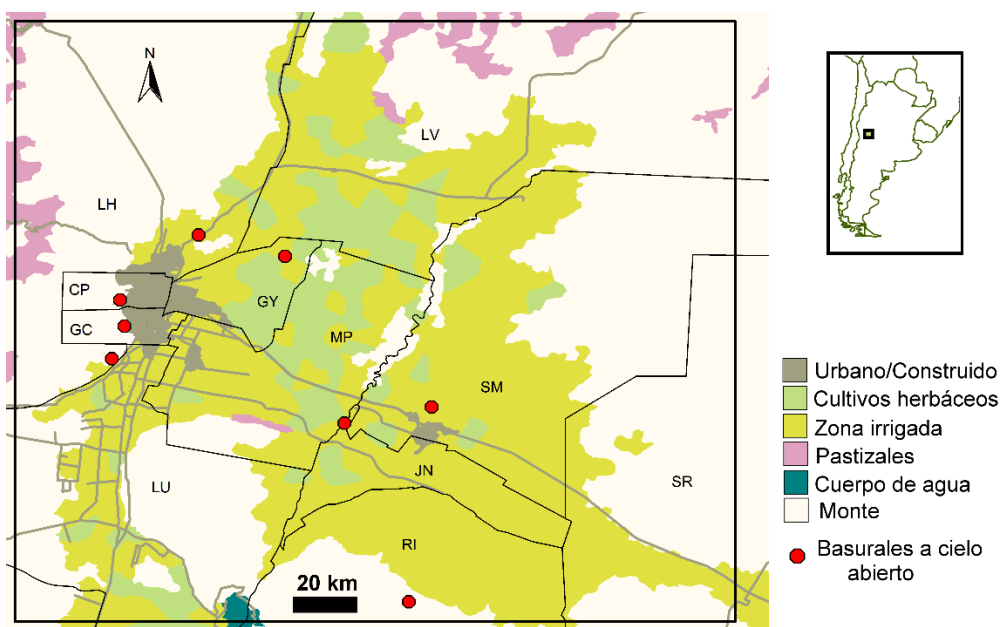 N
LV
LH
CP
GY
GC
MP
SM
JN
LU
SR
RI
20 km
Urbano/Construido
Cultivos herbáceos
Zona irrigada
Pastizales
Cuerpo de agua
Monte
Basurales a cielo
abierto